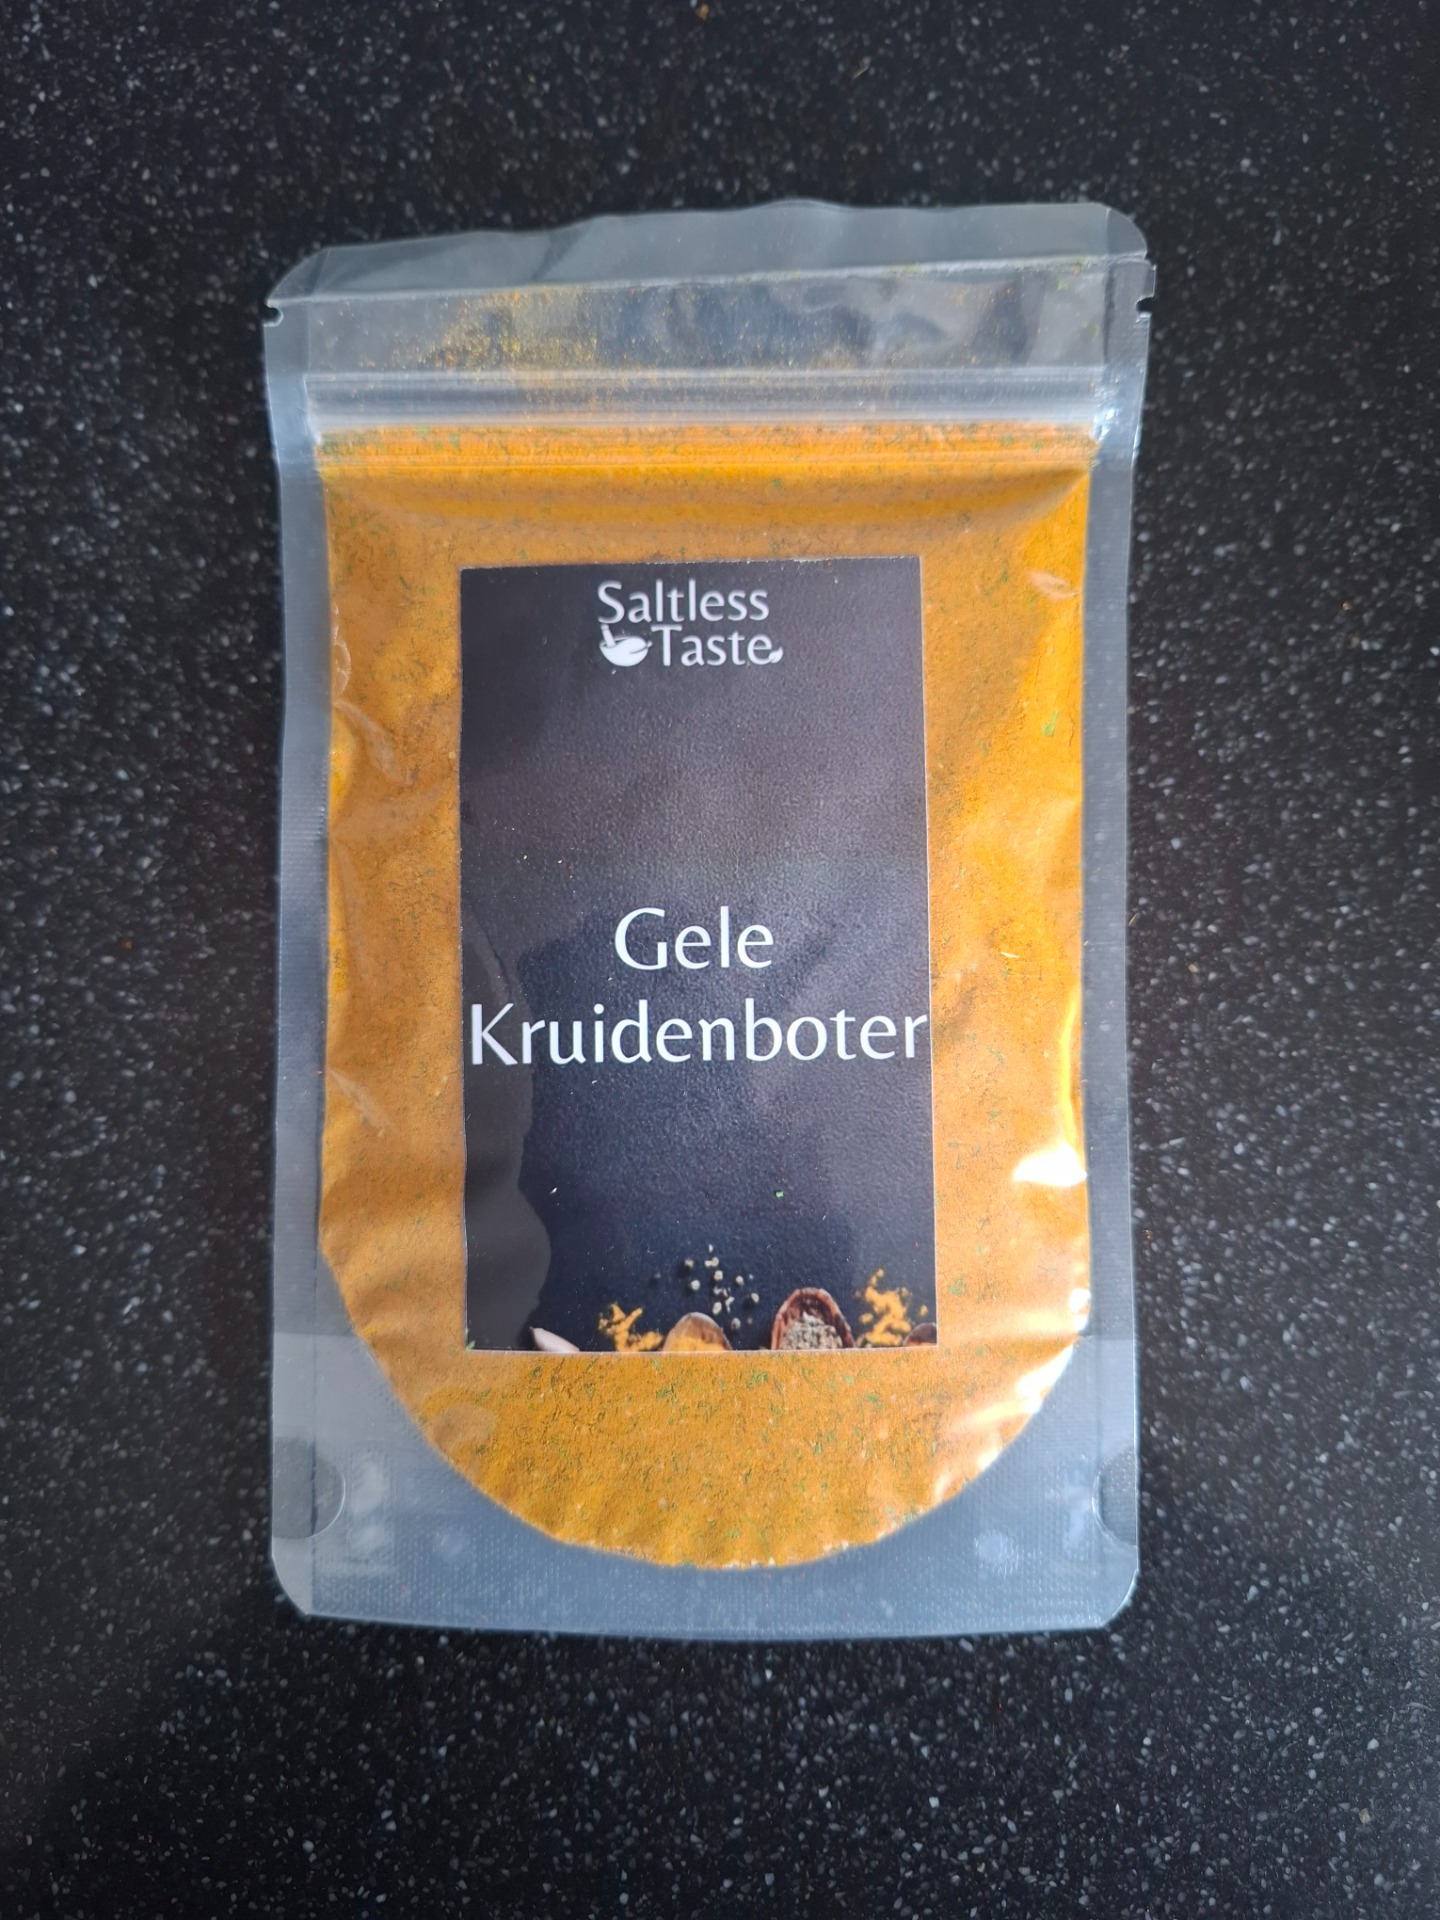 Saltless
Taste
Gele
Kruidenboter